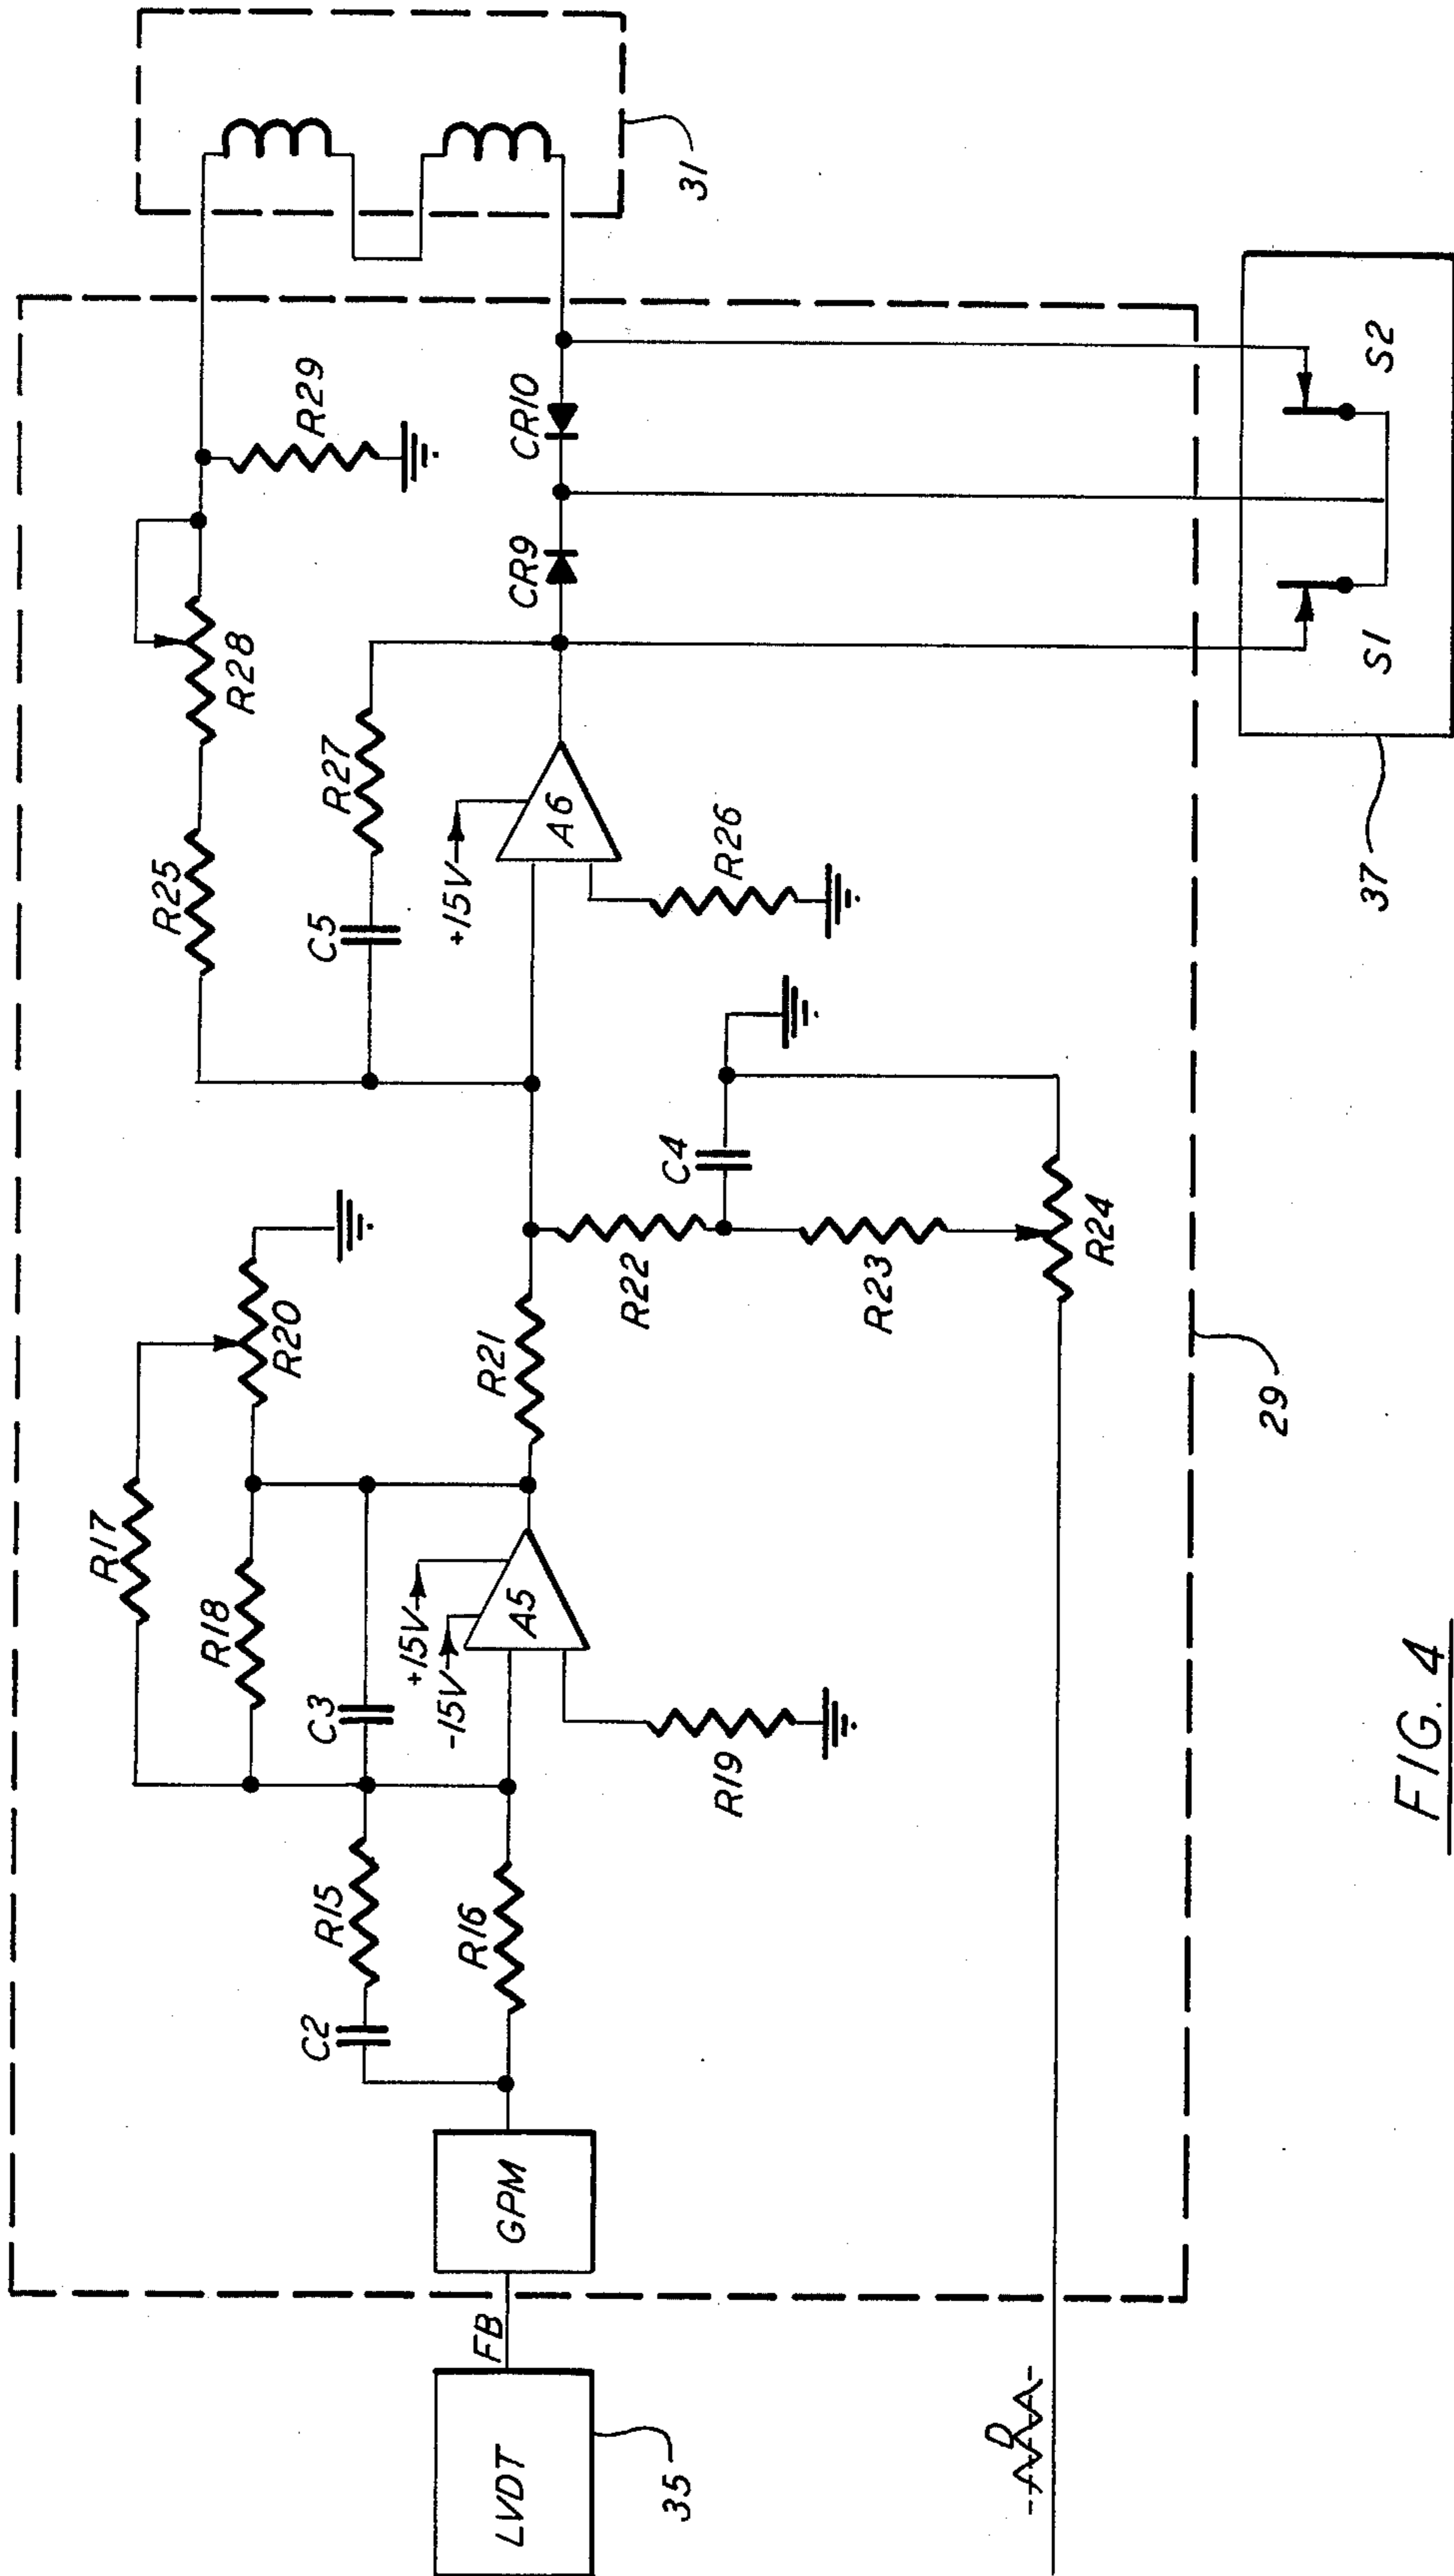 LVDT
35
FB
GPM
D
C2
R15
R16
R17
R18
C3
+15V
-15V
A5
R19
R20
R21
R22
R23
R24
C4
R25
C5
R27
+15V
A6
R26
R28
R29
CR9
CR10
31
S1
S2
37
29
FIG. 4